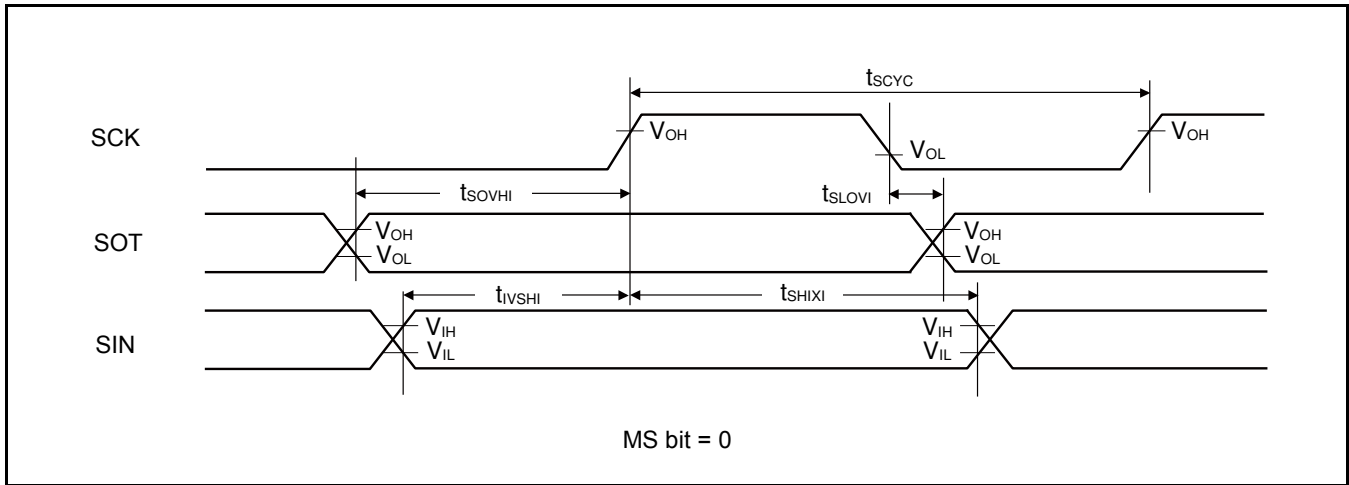 tSCYC
SCK
VOH
VOL
VOH
tSOVHI
tSLOVI
SOT
VOH
VOL
VOH
VOL
tIVSHI
tSHIXI
SIN
VIH
VIL
VIH
VIL
MS bit = 0